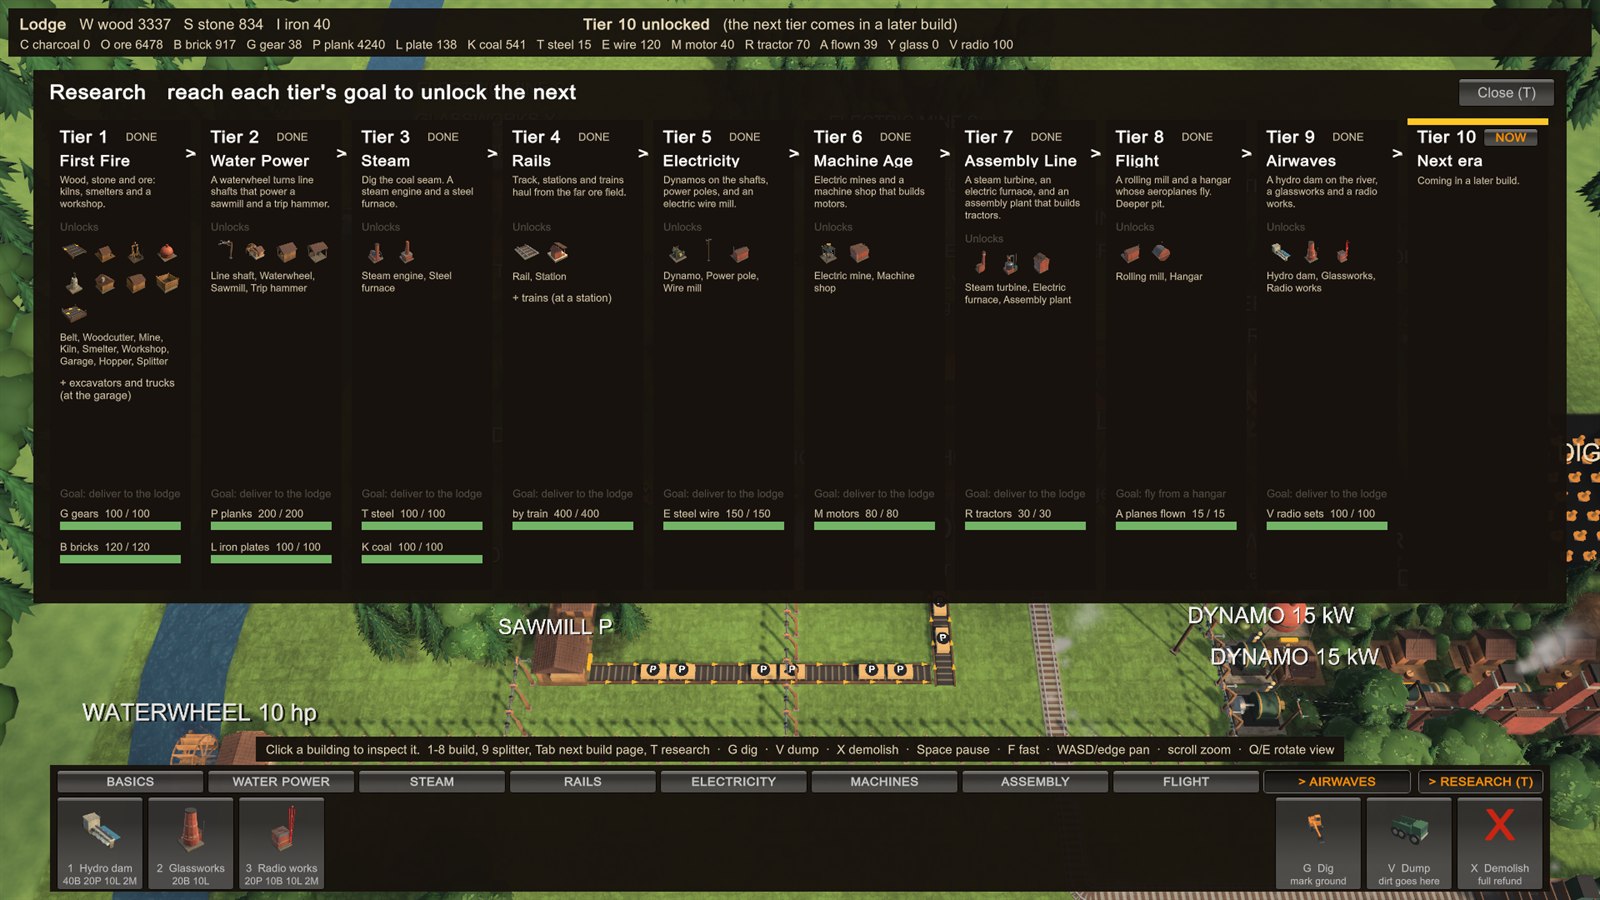 Lodge W wood 3337 S stone 834 I iron 40
Tier 10 unlocked (the next tier comes in a later build)
C charcoal 0 O ore 6478 B brick 917 G gear 38 P plank 4240 L plate 138 K coal 541 T steel 15 E wire 120 M motor 40 R tractor 70 A flown 39 Y glass 0 V radio 100
Research reach each tier's goal to unlock the next
Close (T)
Tier 1 DONE
First Fire
Wood, stone and ore:
kilns, smelters and a
workshop.
Unlocks
Belt, Woodcutter, Mine,
Kiln, Smelter, Workshop,
Garage, Hopper, Splitter
+ excavators and trucks
(at the garage)
Goal: deliver to the lodge
G gears 100 / 100
B bricks 120 / 120
>
Tier 2 DONE
Water Power
A waterwheel turns line
shafts that power a
sawmill and a trip hammer.
Unlocks
Line shaft, Waterwheel,
Sawmill, Trip hammer
Goal: deliver to the lodge
P planks 200 / 200
L iron plates 100 / 100
>
Tier 3 DONE
Steam
Dig the coal seam. A
steam engine and a steel
furnace.
Unlocks
Steam engine, Steel
furnace
Goal: deliver to the lodge
T steel 100 / 100
K coal 100 / 100
>
Tier 4 DONE
Rails
Track, stations and trains
haul from the far ore field.
Unlocks
Rail, Station
+ trains (at a station)
Goal: deliver to the lodge
by train 400 / 400
>
Tier 5 DONE
Electricity
Dynamos on the shafts,
power poles, and an
electric wire mill.
Unlocks
Dynamo, Power pole,
Wire mill
Goal: deliver to the lodge
E steel wire 150 / 150
>
Tier 6 DONE
Machine Age
Electric mines and a
machine shop that builds
motors.
Unlocks
Electric mine, Machine
shop
Goal: deliver to the lodge
M motors 80 / 80
>
Tier 7 DONE
Assembly Line
A steam turbine, an
electric furnace, and an
assembly plant that builds
tractors.
Unlocks
Steam turbine, Electric
furnace, Assembly plant
Goal: deliver to the lodge
R tractors 30 / 30
>
Tier 8 DONE
Flight
A rolling mill and a hangar
whose aeroplanes fly.
Deeper pit.
Unlocks
Rolling mill, Hangar
Goal: fly from a hangar
A planes flown 15 / 15
>
Tier 9 DONE
Airwaves
A hydro dam on the river,
a glassworks and a radio
works.
Unlocks
Hydro dam, Glassworks,
Radio works
Goal: deliver to the lodge
V radio sets 100 / 100
>
Tier 10 NOW
Next era
Coming in a later build.
SAWMILL P
P P P P P P P
DYNAMO 15 kW
DYNAMO 15 kW
WATERWHEEL 10 hp
Click a building to inspect it. 1-8 build, 9 splitter, Tab next build page, T research · G dig · V dump · X demolish · Space pause · F fast · WASD/edge pan · scroll zoom · Q/E rotate view
BASICS WATER POWER STEAM RAILS ELECTRICITY MACHINES ASSEMBLY FLIGHT > AIRWAVES > RESEARCH (T)
1 Hydro dam
40B 20P 10L 2M
2 Glassworks
20B 10L
3 Radio works
20P 10B 10L 2M
G Dig
mark ground
V Dump
dirt goes here
X Demolish
full refund